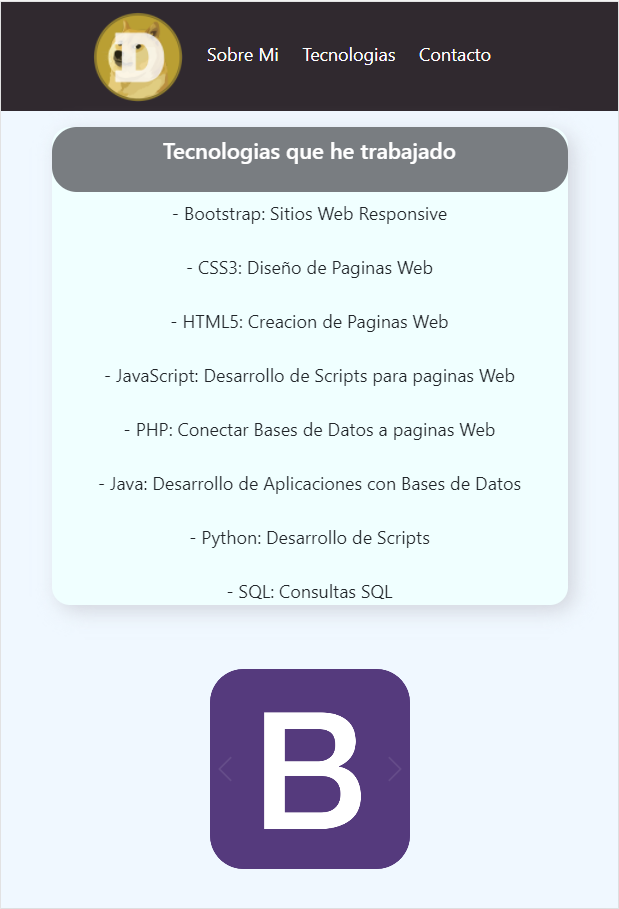 D
Sobre Mi Tecnologias Contacto
Tecnologias que he trabajado
- Bootstrap: Sitios Web Responsive
- CSS3: Diseño de Paginas Web
- HTML5: Creacion de Paginas Web
- JavaScript: Desarrollo de Scripts para paginas Web
- PHP: Conectar Bases de Datos a paginas Web
- Java: Desarrollo de Aplicaciones con Bases de Datos
- Python: Desarrollo de Scripts
- SQL: Consultas SQL
B